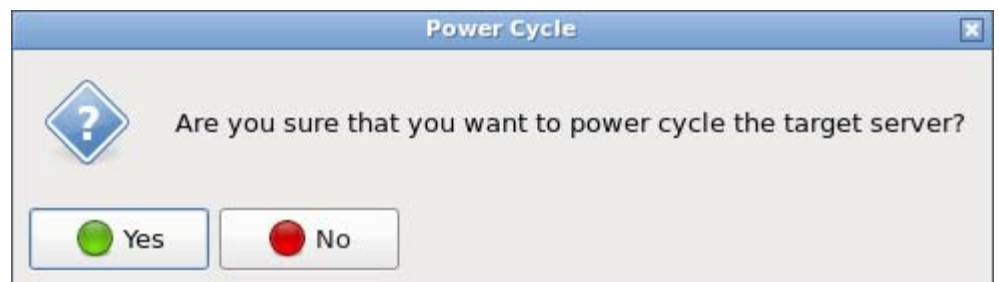 Power Cycle
Are you sure that you want to power cycle the target server?
Yes
No